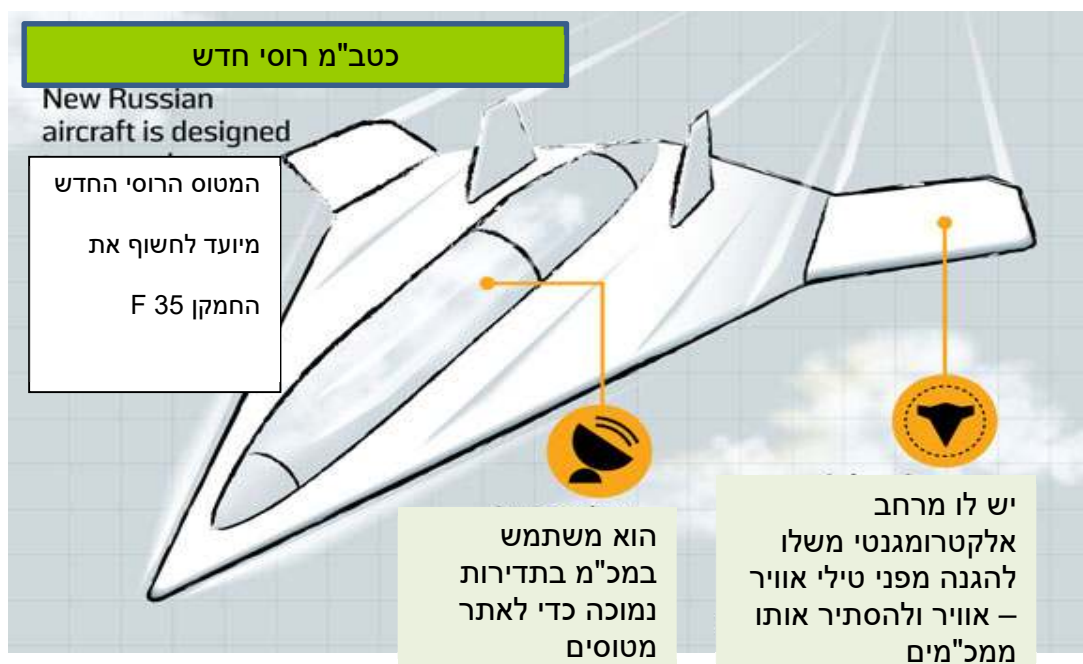 כטב"מ רוסי חדש
New Russian
aircraft is designed
המטוס הרוסי החדש
מיועד לחשוף את
החמקן F 35
יש לו מרחב
אלקטרומגנטי משלו
להגנה מפני טילי אוויר
– אוויר ולהסתיר אותו
ממכ"מים
הוא משתמש
במכ"מ בתדירות
נמוכה כדי לאתר
מטוסים